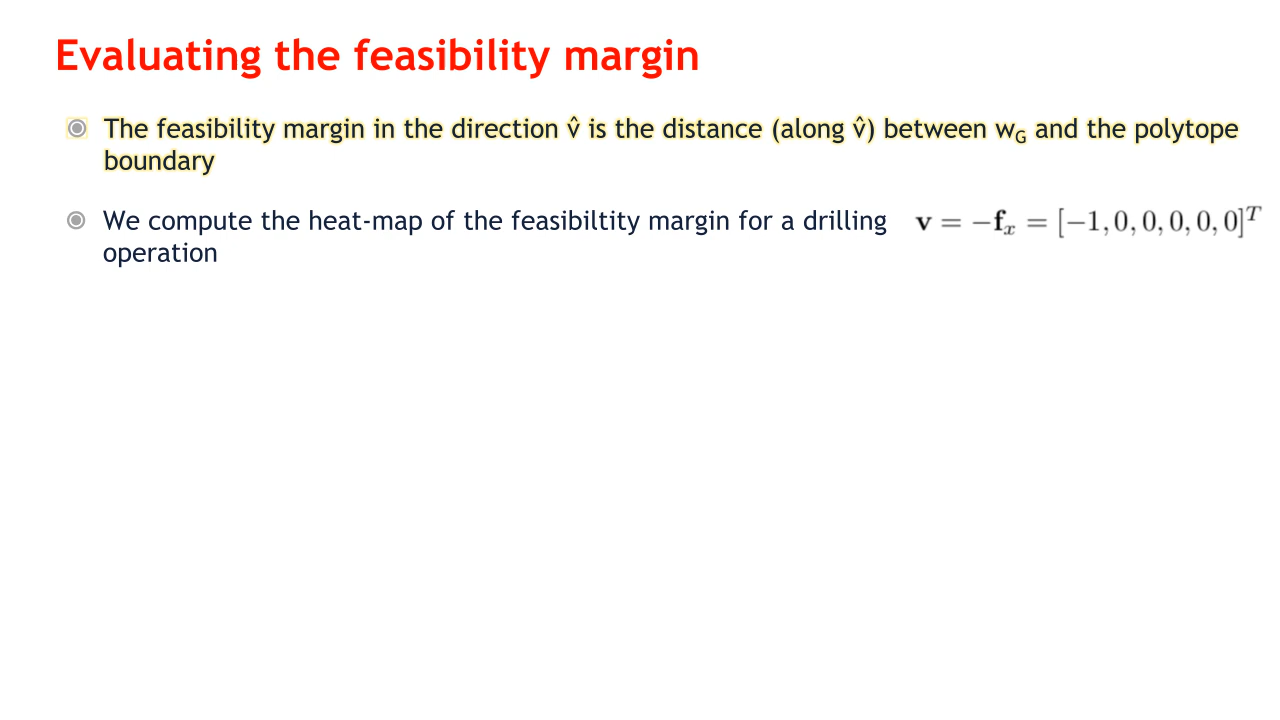 Evaluating the feasibility margin
The feasibility margin in the direction v̂ is the distance (along v̂) between w_G and the polytope
boundary
We compute the heat-map of the feasibiltity margin for a drilling v = −f_x = [−1, 0, 0, 0, 0, 0]^T
operation